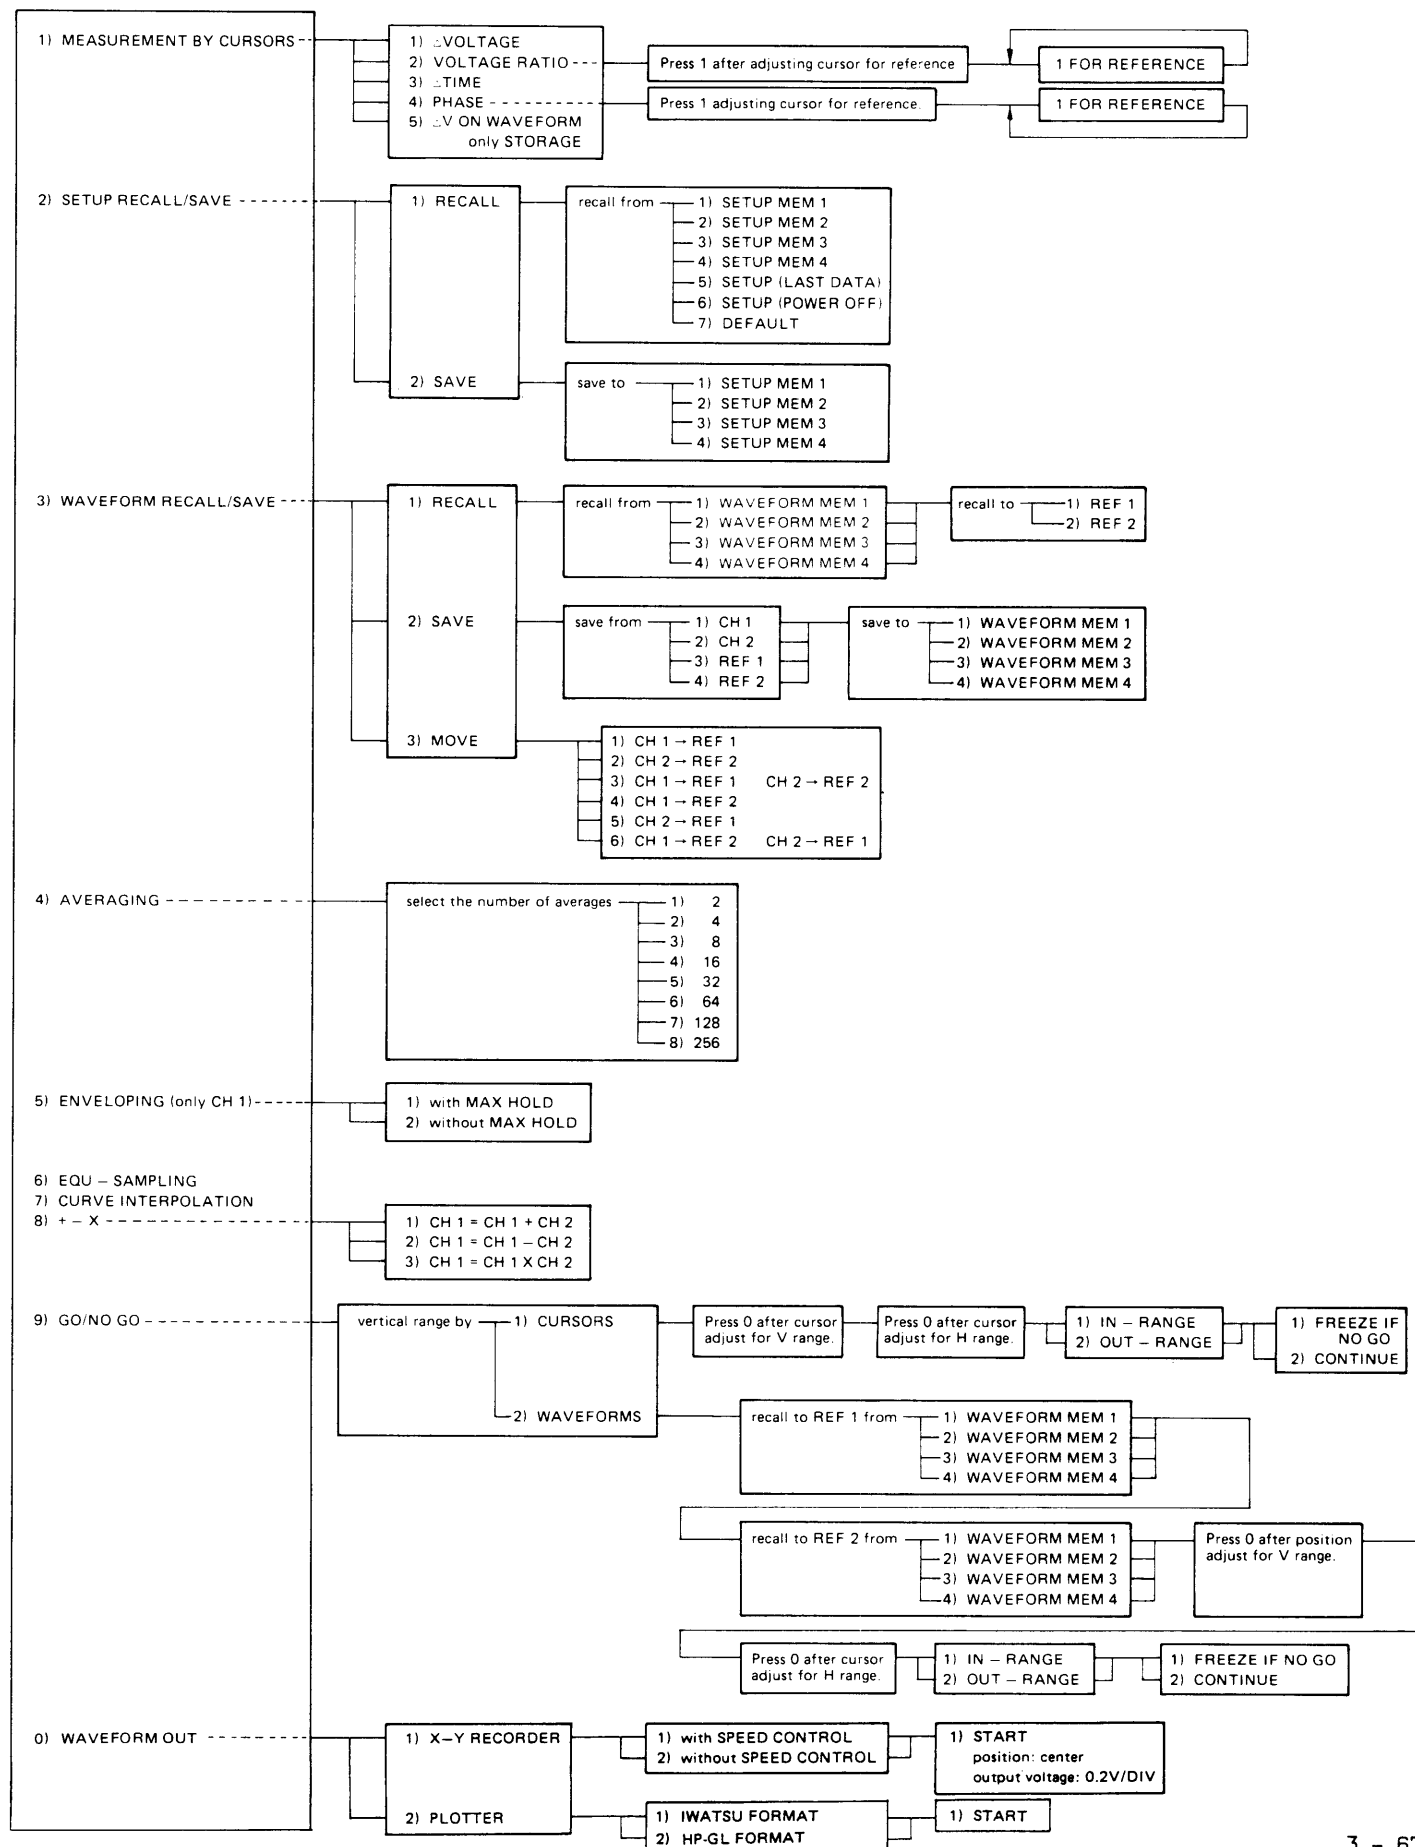 1) MEASUREMENT BY CURSORS
1) △VOLTAGE
2) VOLTAGE RATIO
3) △TIME
4) PHASE
5) △V ON WAVEFORM
only STORAGE
Press 1 after adjusting cursor for reference
1 FOR REFERENCE
Press 1 adjusting cursor for reference.
1 FOR REFERENCE
2) SETUP RECALL/SAVE
1) RECALL
recall from
1) SETUP MEM 1
2) SETUP MEM 2
3) SETUP MEM 3
4) SETUP MEM 4
5) SETUP (LAST DATA)
6) SETUP (POWER OFF)
7) DEFAULT
2) SAVE
save to
1) SETUP MEM 1
2) SETUP MEM 2
3) SETUP MEM 3
4) SETUP MEM 4
3) WAVEFORM RECALL/SAVE
1) RECALL
recall from
1) WAVEFORM MEM 1
2) WAVEFORM MEM 2
3) WAVEFORM MEM 3
4) WAVEFORM MEM 4
recall to
1) REF 1
2) REF 2
2) SAVE
save from
1) CH 1
2) CH 2
3) REF 1
4) REF 2
save to
1) WAVEFORM MEM 1
2) WAVEFORM MEM 2
3) WAVEFORM MEM 3
4) WAVEFORM MEM 4
3) MOVE
1) CH 1 → REF 1
2) CH 2 → REF 2
3) CH 1 → REF 1 CH 2 → REF 2
4) CH 1 → REF 2
5) CH 2 → REF 1
6) CH 1 → REF 2 CH 2 → REF 1
4) AVERAGING
select the number of averages
1) 2
2) 4
3) 8
4) 16
5) 32
6) 64
7) 128
8) 256
5) ENVELOPING (only CH 1)
1) with MAX HOLD
2) without MAX HOLD
6) EQU – SAMPLING
7) CURVE INTERPOLATION
8) + – X
1) CH 1 = CH 1 + CH 2
2) CH 1 = CH 1 – CH 2
3) CH 1 = CH 1 X CH 2
9) GO/NO GO
vertical range by
1) CURSORS
Press 0 after cursor
adjust for V range.
Press 0 after cursor
adjust for H range.
1) IN – RANGE
2) OUT – RANGE
1) FREEZE IF
NO GO
2) CONTINUE
2) WAVEFORMS
recall to REF 1 from
1) WAVEFORM MEM 1
2) WAVEFORM MEM 2
3) WAVEFORM MEM 3
4) WAVEFORM MEM 4
recall to REF 2 from
1) WAVEFORM MEM 1
2) WAVEFORM MEM 2
3) WAVEFORM MEM 3
4) WAVEFORM MEM 4
Press 0 after position
adjust for V range.
Press 0 after cursor
adjust for H range.
1) IN – RANGE
2) OUT – RANGE
1) FREEZE IF NO GO
2) CONTINUE
0) WAVEFORM OUT
1) X–Y RECORDER
1) with SPEED CONTROL
2) without SPEED CONTROL
1) START
position: center
output voltage: 0.2V/DIV
2) PLOTTER
1) IWATSU FORMAT
2) HP-GL FORMAT
1) START